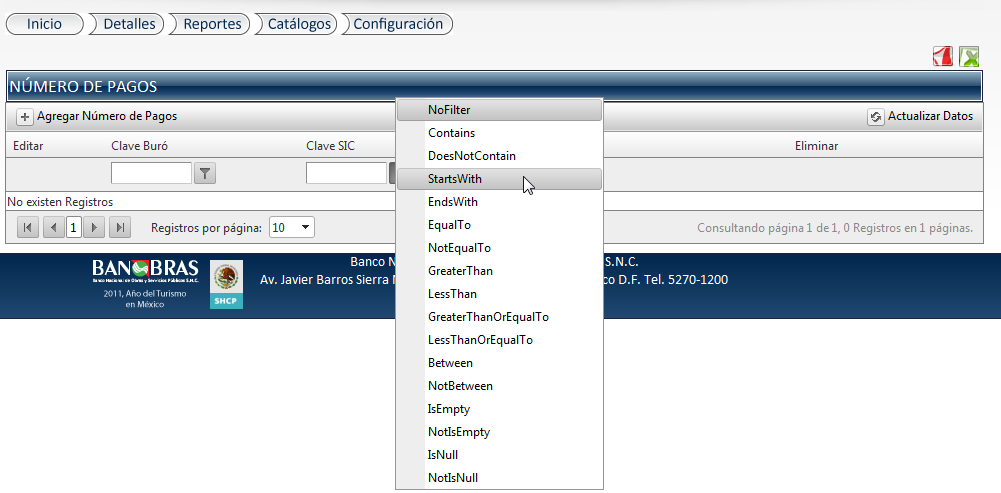 Inicio Detalles Reportes Catálogos Configuración
NÚMERO DE PAGOS
Agregar Número de Pagos Actualizar Datos
Editar Clave Buró Clave SIC Eliminar
No existen Registros
1 Registros por página: 10 Consultando página 1 de 1, 0 Registros en 1 páginas.
NoFilter
Contains
DoesNotContain
StartsWith
EndsWith
EqualTo
NotEqualTo
GreaterThan
LessThan
GreaterThanOrEqualTo
LessThanOrEqualTo
Between
NotBetween
IsEmpty
NotIsEmpty
IsNull
NotIsNull
BANOBRAS
Banco Nacional de Obras y Servicios Públicos S.N.C.
2011, Año del Turismo
en México
SHCP
Banco S.N.C.
Av. Javier Barros Sierra D.F. Tel. 5270-1200